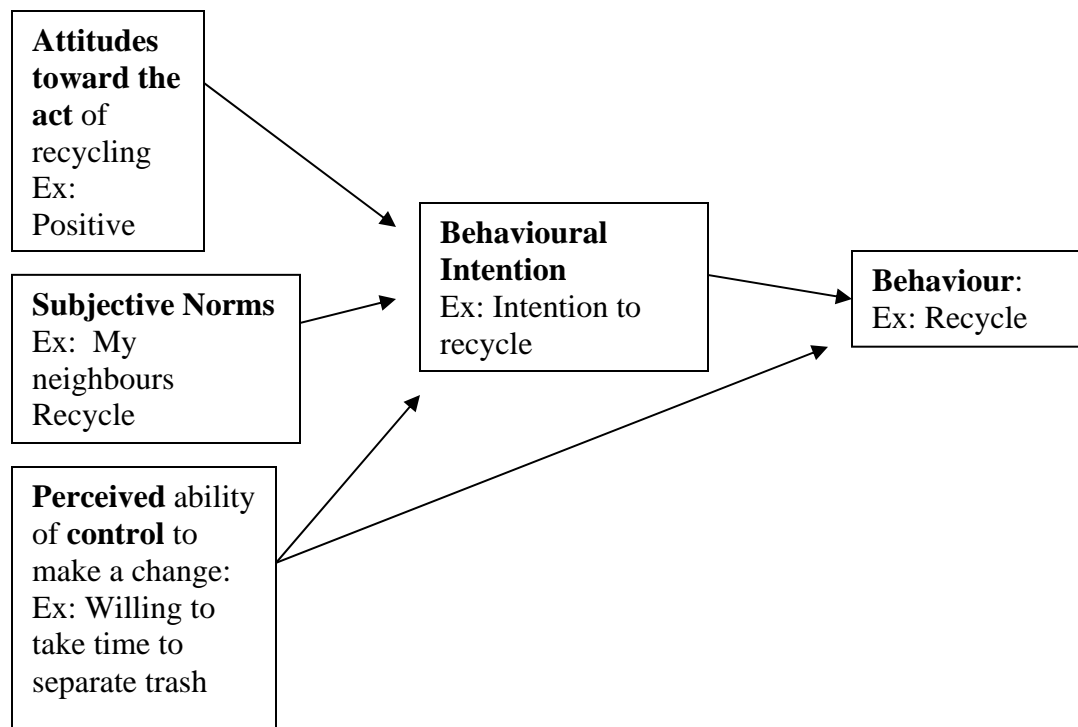 Attitudes
toward the
act of
recycling
Ex:
Positive
Subjective Norms
Ex: My
neighbours
Recycle
Perceived ability
of control to
make a change:
Ex: Willing to
take time to
separate trash
Behavioural
Intention
Ex: Intention to
recycle
Behaviour:
Ex: Recycle